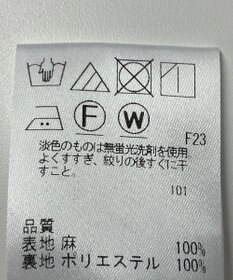 F W
F23
淡色のものは無蛍光洗剤を使用。
よくすすぎ、絞りの後すぐに干
すこと。
101
品質
表地 麻 100%
裏地 ポリエステル 100%